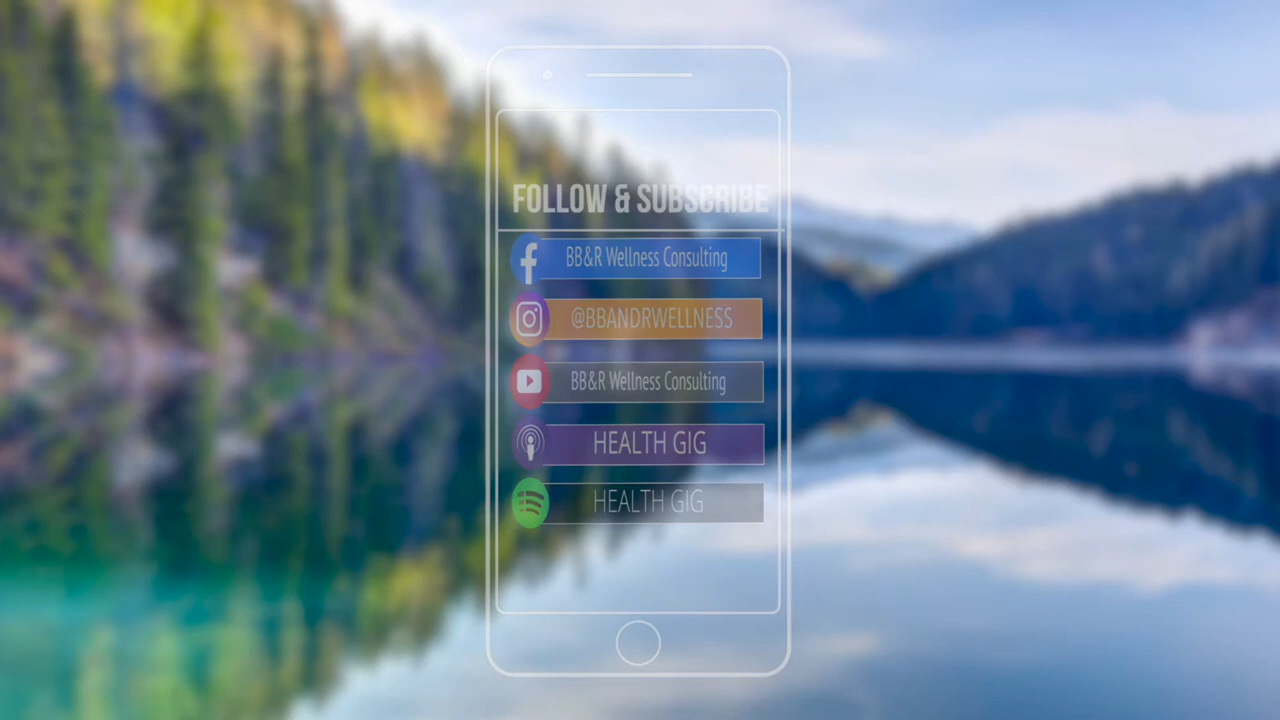 FOLLOW & SUBSCRIBE
BB&R Wellness Consulting
@BBANDRWELLNESS
BB&R Wellness Consulting
HEALTH GIG
HEALTH GIG